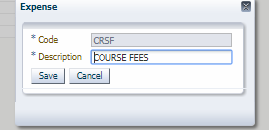 Expense
* Code CRSF
* Description COURSE FEES
Save Cancel